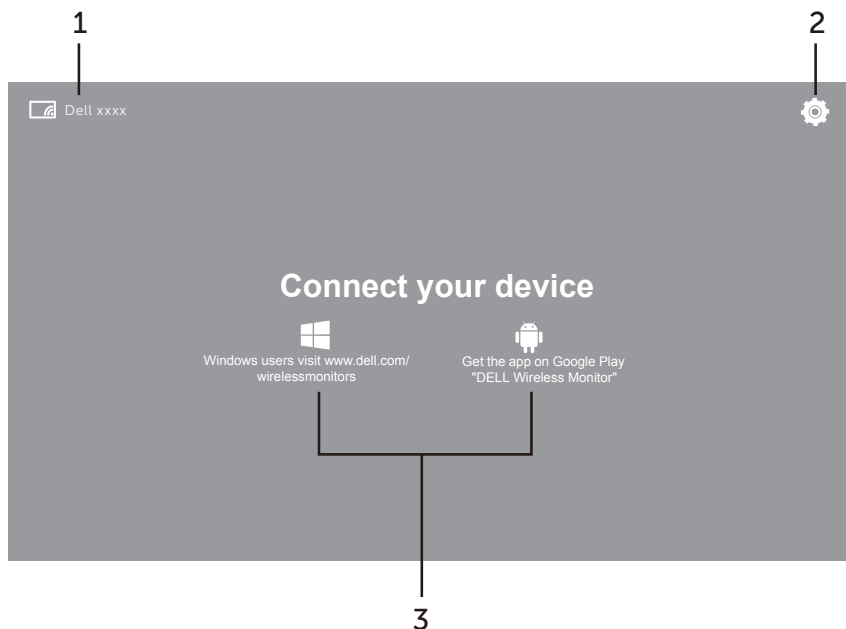 1
2
Dell xxxx
Connect your device
Windows users visit www.dell.com/
wirelessmonitors
Get the app on Google Play
"DELL Wireless Monitor"
3